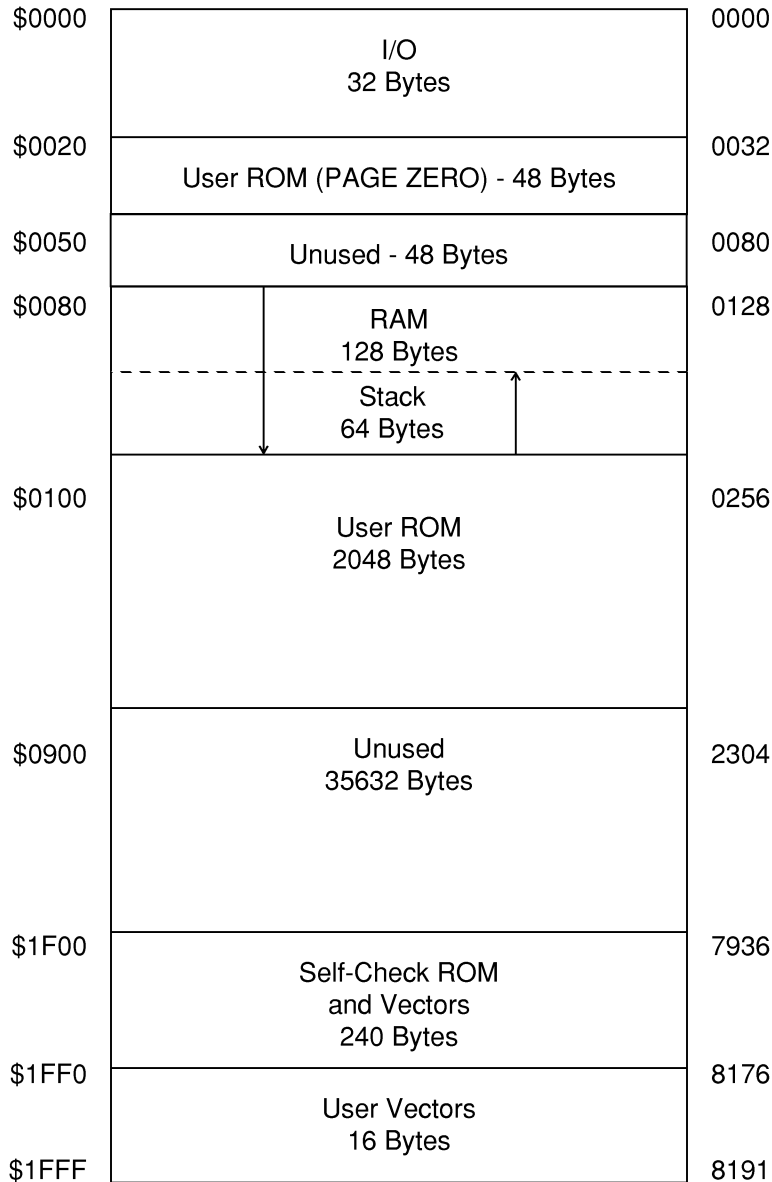 $0000 0000
I/O
32 Bytes
$0020 0032
User ROM (PAGE ZERO) - 48 Bytes
$0050 0080
Unused - 48 Bytes
$0080 0128
RAM
128 Bytes
Stack
64 Bytes
$0100 0256
User ROM
2048 Bytes
$0900 2304
Unused
35632 Bytes
$1F00 7936
Self-Check ROM
and Vectors
240 Bytes
$1FF0 8176
User Vectors
16 Bytes
$1FFF 8191